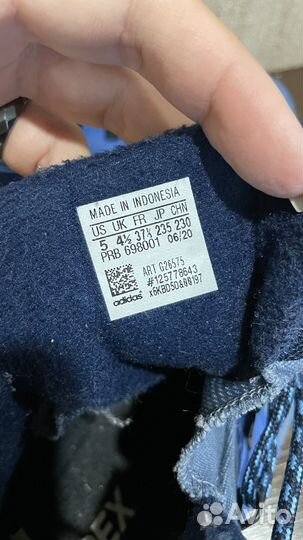 MADE IN INDONESIA
US UK FR JP CHN
5 4½ 37⅓ 235 230
PRB 698001 06/20
ART G26575
#125778643
adidas
EX
Avito